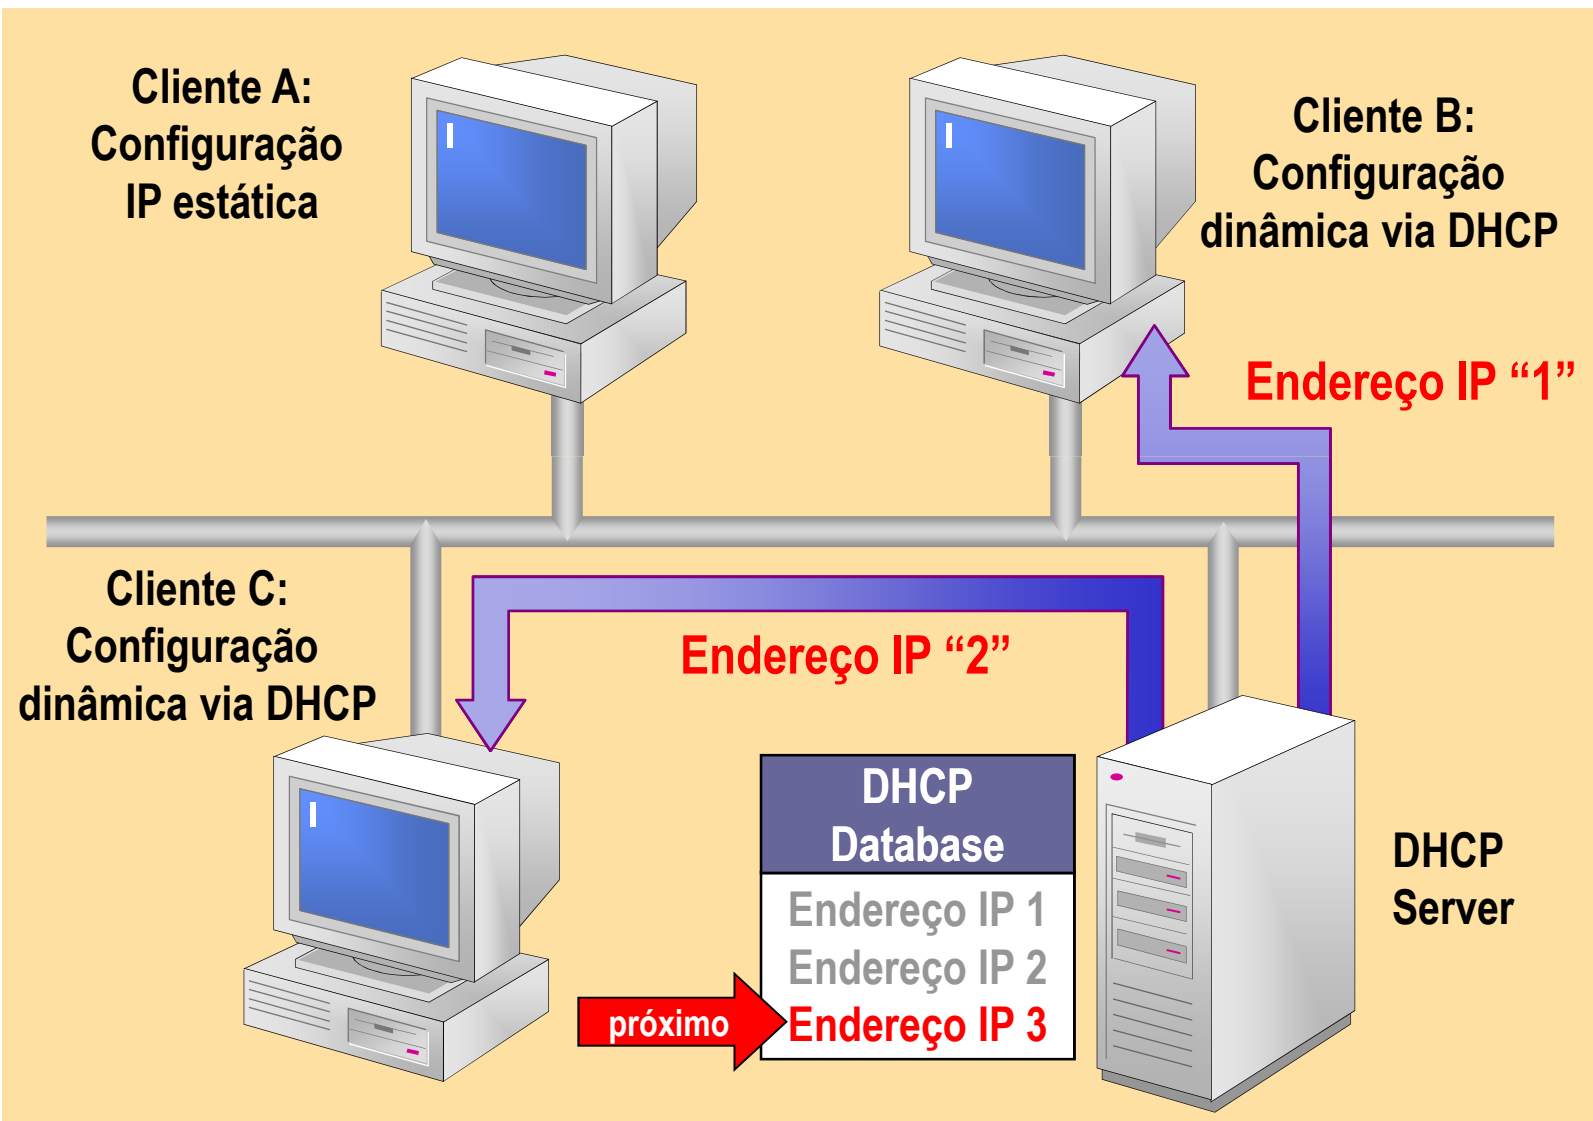 Cliente A:
Configuração
IP estática
Cliente B:
Configuração
dinâmica via DHCP
Endereço IP “1”
Cliente C:
Configuração
dinâmica via DHCP
Endereço IP “2”
DHCP
Database
Endereço IP 1
Endereço IP 2
próximo
Endereço IP 3
DHCP
Server